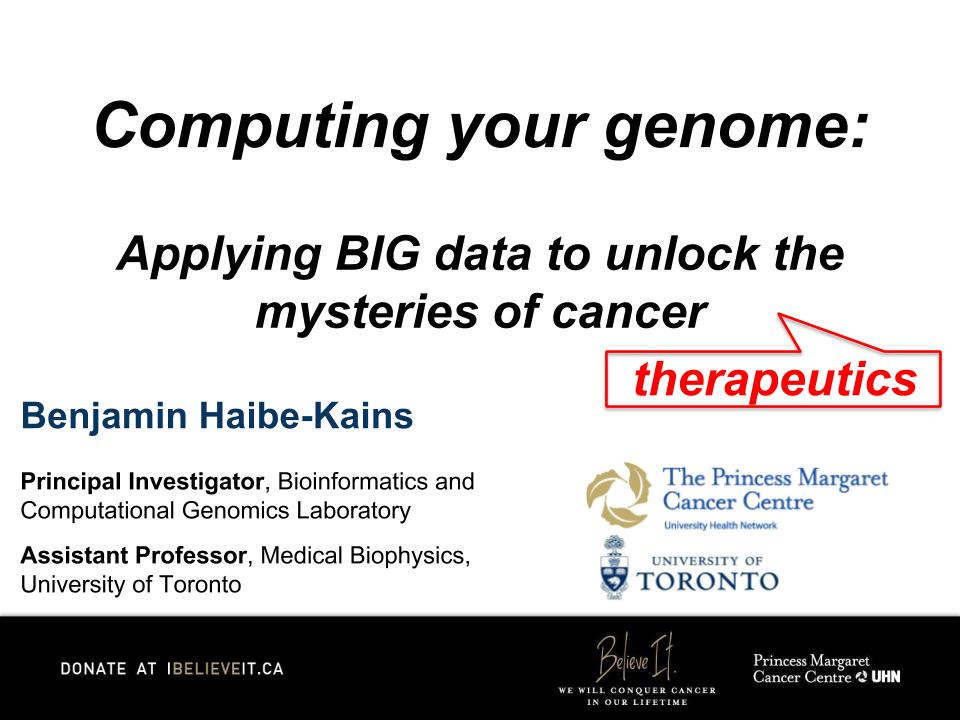 Computing your genome:
Applying BIG data to unlock the
mysteries of cancer
therapeutics
Benjamin Haibe-Kains
Principal Investigator, Bioinformatics and
Computational Genomics Laboratory
Assistant Professor, Medical Biophysics,
University of Toronto
The Princess Margaret
Cancer Centre
University Health Network
UNIVERSITY OF
TORONTO
DONATE AT IBELIEVEIT.CA
Believe It.
WE WILL CONQUER CANCER
IN OUR LIFETIME
Princess Margaret
Cancer Centre UHN